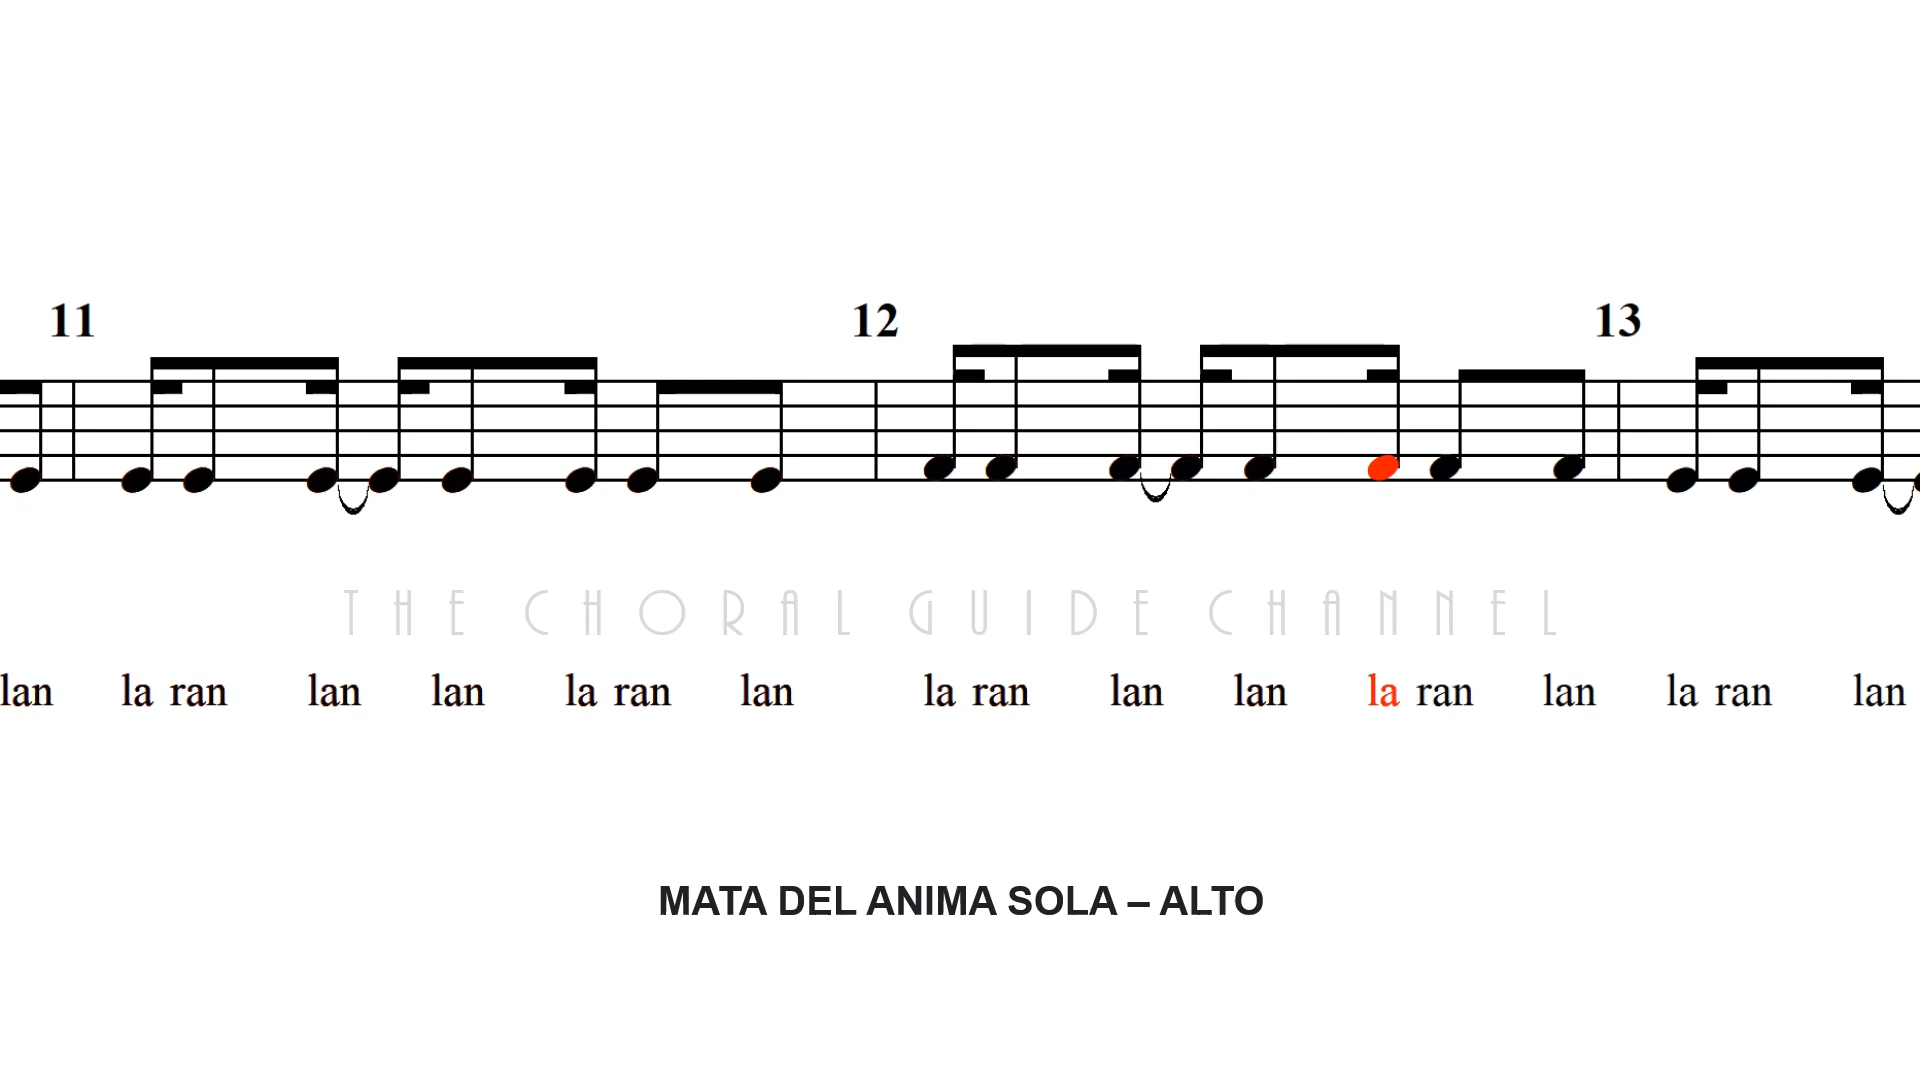 11 12 13
THE CHORAL GUIDE CHANNEL
lan la ran lan lan la ran lan la ran lan lan la ran lan la ran lan
MATA DEL ANIMA SOLA – ALTO